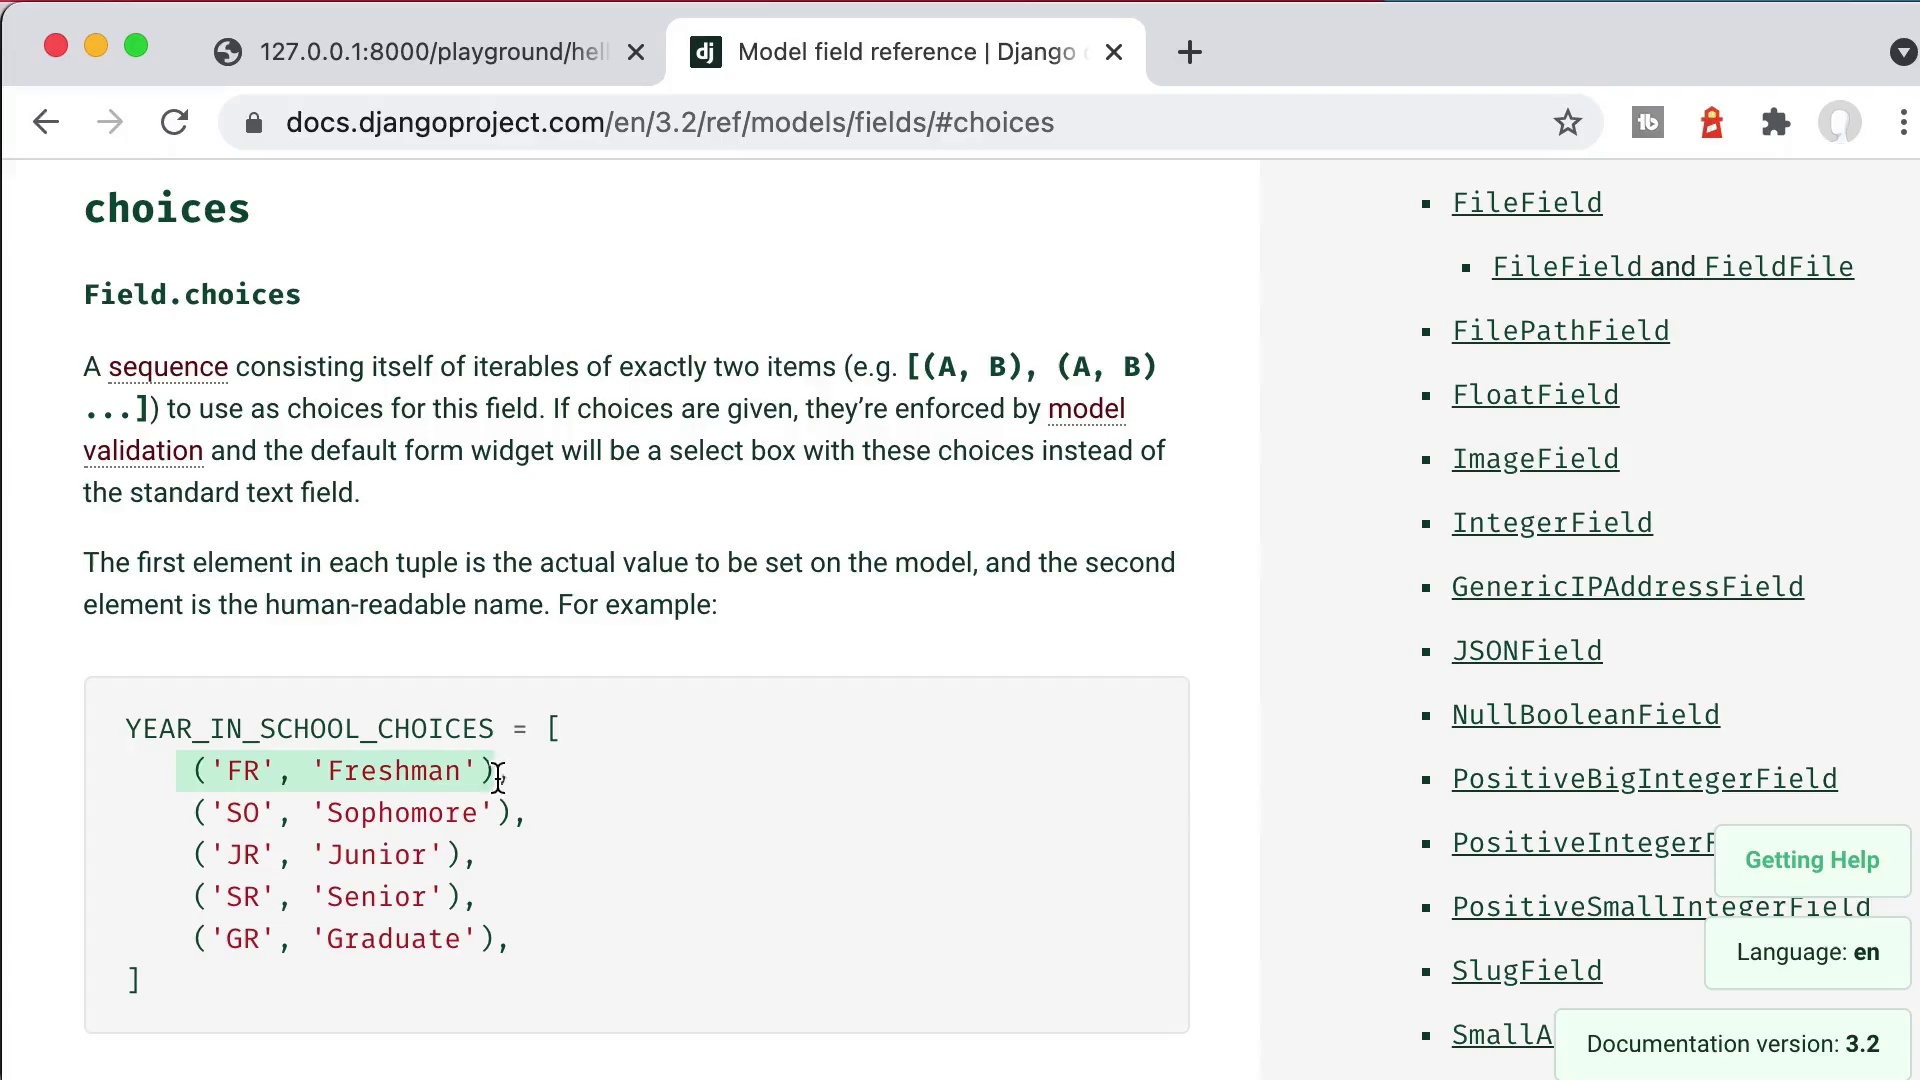 127.0.0.1:8000/playground/hell
dj Model field reference | Django
docs.djangoproject.com/en/3.2/ref/models/fields/#choices
choices
Field.choices
A sequence consisting itself of iterables of exactly two items (e.g. [(A, B), (A, B)
...]) to use as choices for this field. If choices are given, they’re enforced by model
validation and the default form widget will be a select box with these choices instead of
the standard text field.
The first element in each tuple is the actual value to be set on the model, and the second
element is the human-readable name. For example:
YEAR_IN_SCHOOL_CHOICES = [
('FR', 'Freshman'),
('SO', 'Sophomore'),
('JR', 'Junior'),
('SR', 'Senior'),
('GR', 'Graduate'),
]
FileField
FileField and FieldFile
FilePathField
FloatField
ImageField
IntegerField
GenericIPAddressField
JSONField
NullBooleanField
PositiveBigIntegerField
PositiveIntegerF
Getting Help
PositiveSmallIntegerField
Language: en
SlugField
SmallA
Documentation version: 3.2